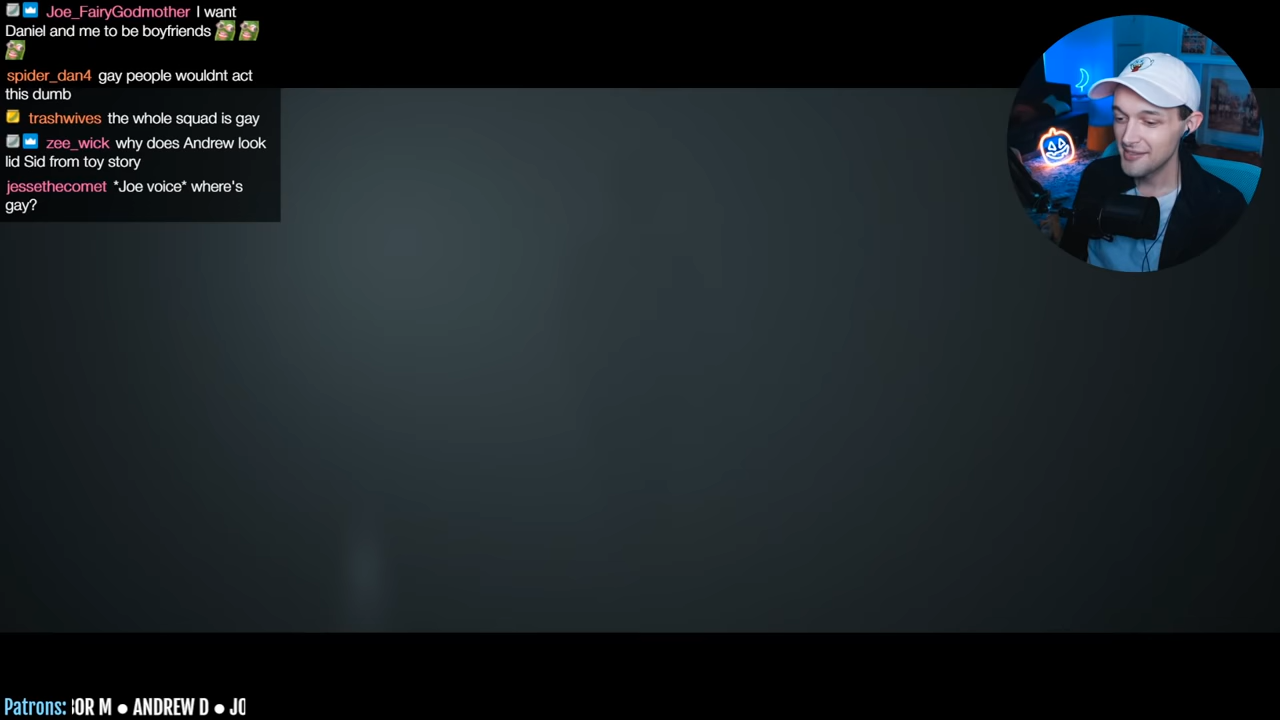 Joe_FairyGodmother I want
Daniel and me to be boyfriends
spider_dan4 gay people wouldnt act
this dumb
trashwives the whole squad is gay
zee_wick why does Andrew look
lid Sid from toy story
jessethecomet *Joe voice* where's
gay?
Patrons: OR M ● ANDREW D ● JO